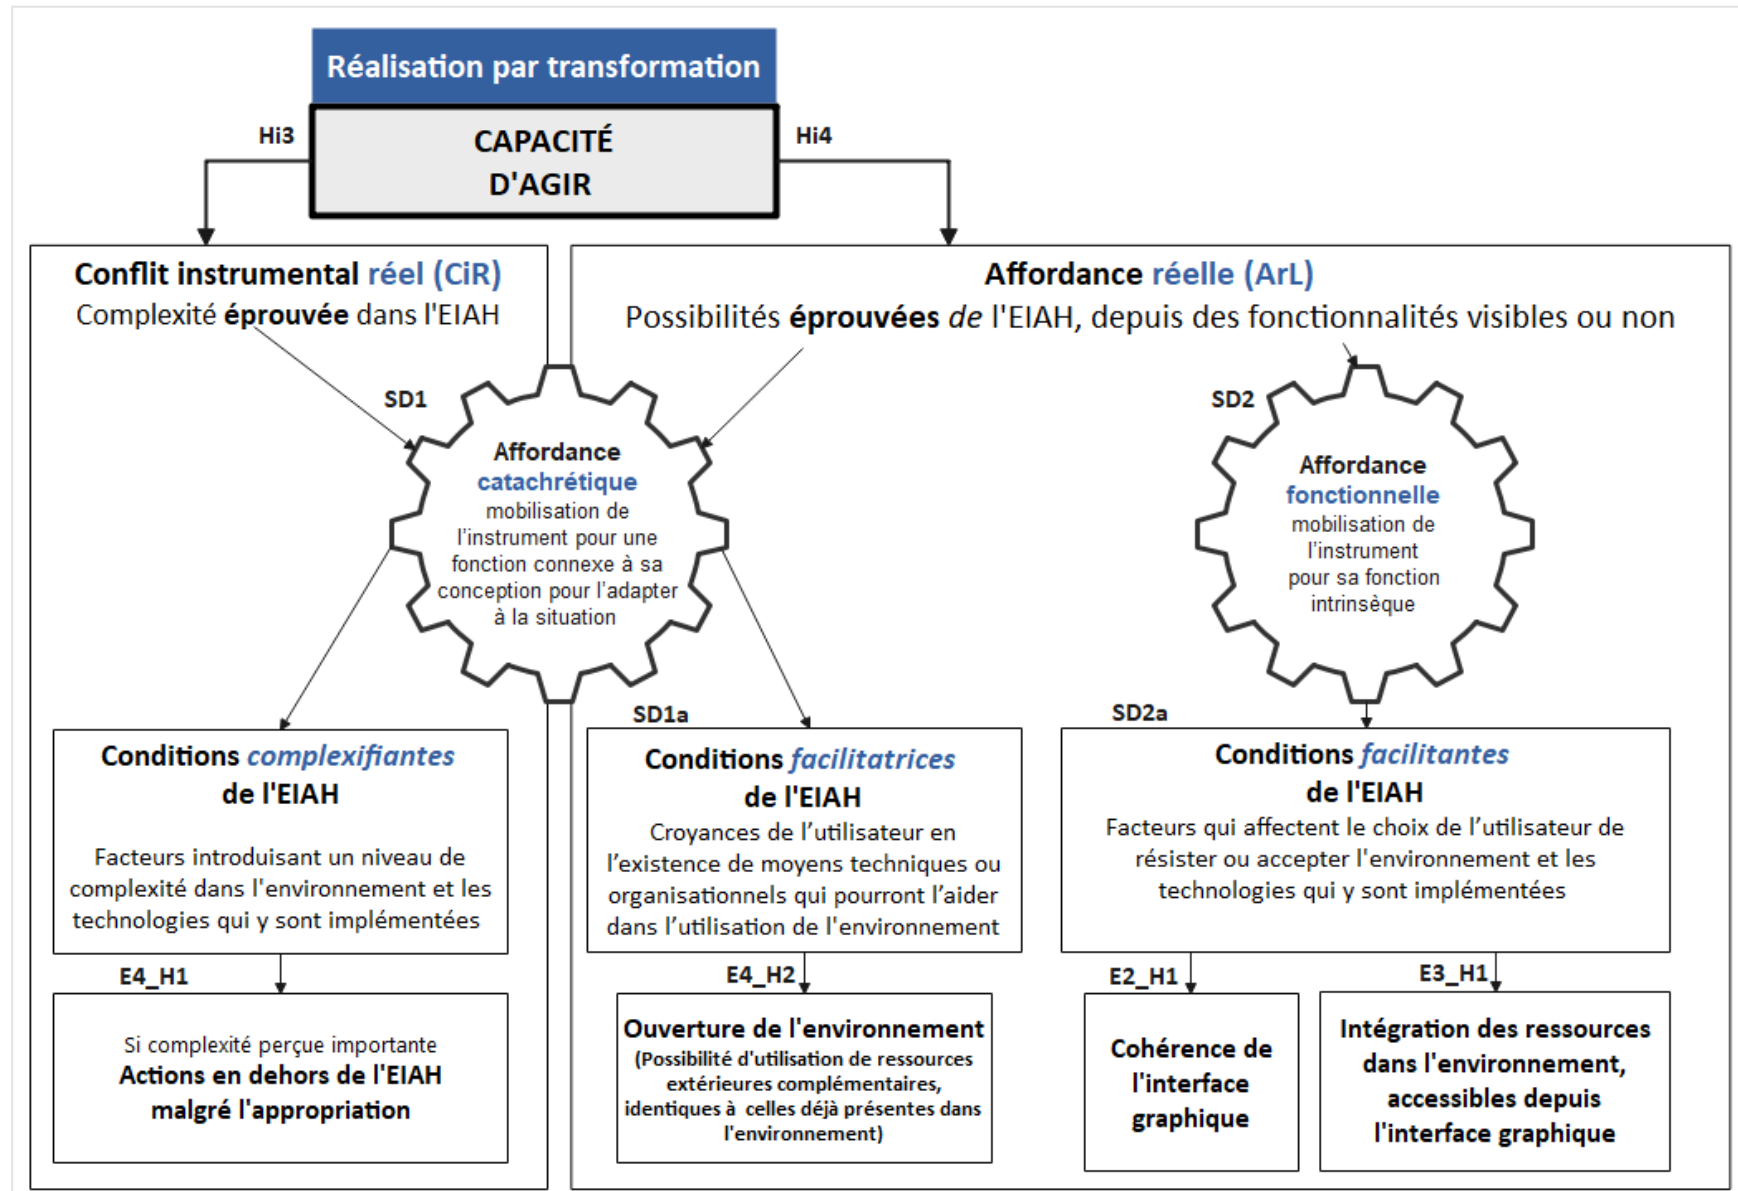 Réalisation par transformation
Hi3
CAPACITÉ
D'AGIR
Hi4
Conflit instrumental réel (CiR)
Complexité éprouvée dans l'EIAH
Affordance réelle (ArL)
Possibilités éprouvées de l'EIAH, depuis des fonctionnalités visibles ou non
SD1
Affordance
catachrétique
mobilisation de
l'instrument pour une
fonction connexe à sa
conception pour l'adapter
à la situation
SD2
Affordance
fonctionnelle
mobilisation de
l'instrument
pour sa fonction
intrinsèque
Conditions complexifiantes
de l'EIAH
Facteurs introduisant un niveau de
complexité dans l'environnement et les
technologies qui y sont implémentées
SD1a
Conditions facilitatrices
de l'EIAH
Croyances de l’utilisateur en
l’existence de moyens techniques ou
organisationnels qui pourront l’aider
dans l’utilisation de l'environnement
SD2a
Conditions facilitantes
de l'EIAH
Facteurs qui affectent le choix de l’utilisateur de
résister ou accepter l'environnement et les
technologies qui y sont implémentées
E4_H1
Si complexité perçue importante
Actions en dehors de l'EIAH
malgré l'appropriation
E4_H2
Ouverture de l'environnement
(Possibilité d'utilisation de ressources
extérieures complémentaires,
identiques à celles déjà présentes dans
l'environnement)
E2_H1
Cohérence de
l'interface
graphique
E3_H1
Intégration des ressources
dans l'environnement,
accessibles depuis
l'interface graphique